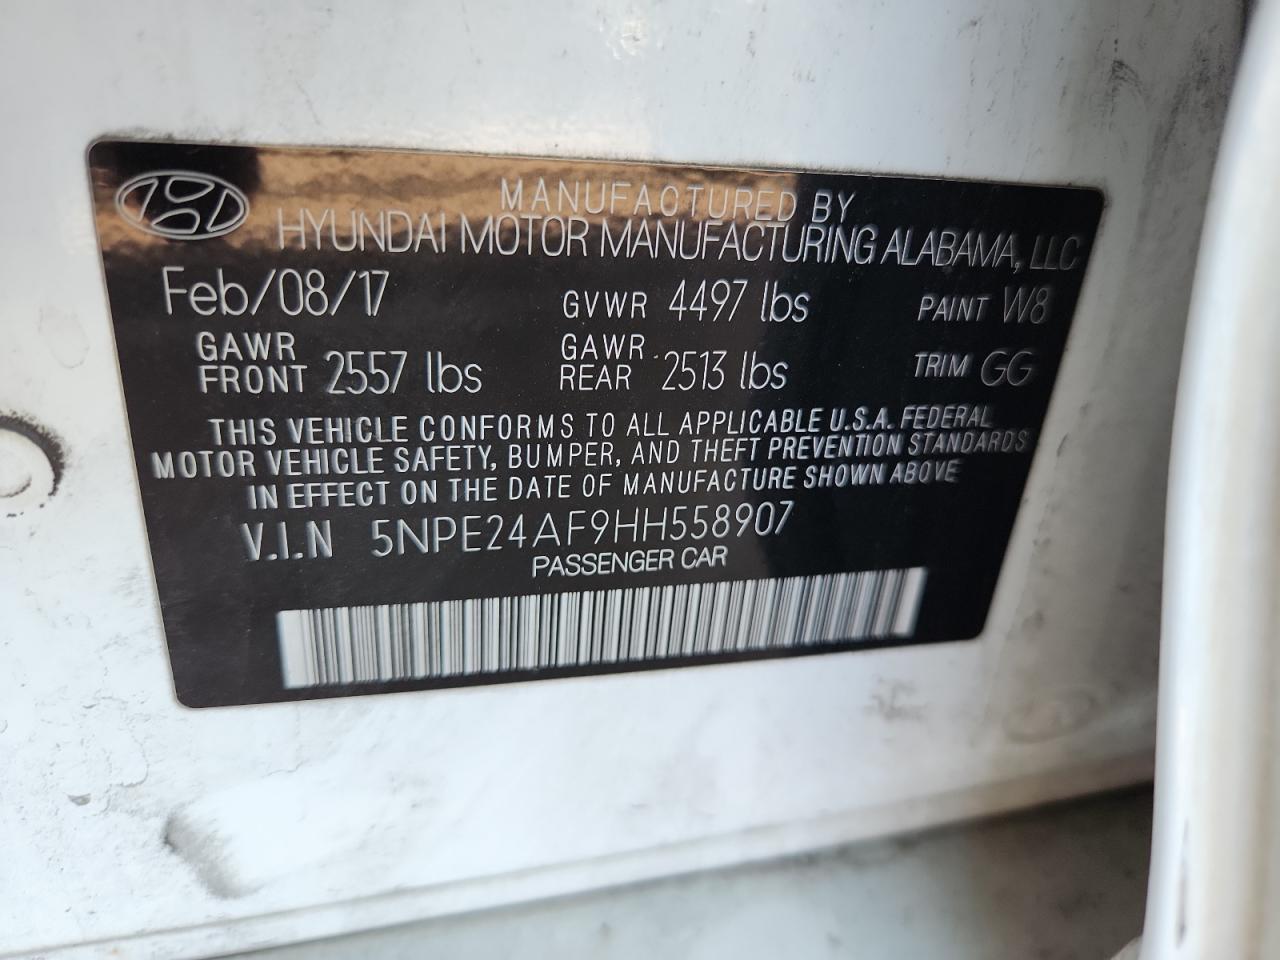 MANUFACTURED BY
HYUNDAI MOTOR MANUFACTURING ALABAMA, LLC
Feb/08/17 GVWR 4497 lbs PAINT W8
GAWR FRONT 2557 lbs GAWR REAR 2513 lbs TRIM GG
THIS VEHICLE CONFORMS TO ALL APPLICABLE U.S.A. FEDERAL
MOTOR VEHICLE SAFETY, BUMPER, AND THEFT PREVENTION STANDARDS
IN EFFECT ON THE DATE OF MANUFACTURE SHOWN ABOVE
V.I.N 5NPE24AF9HH558907
PASSENGER CAR